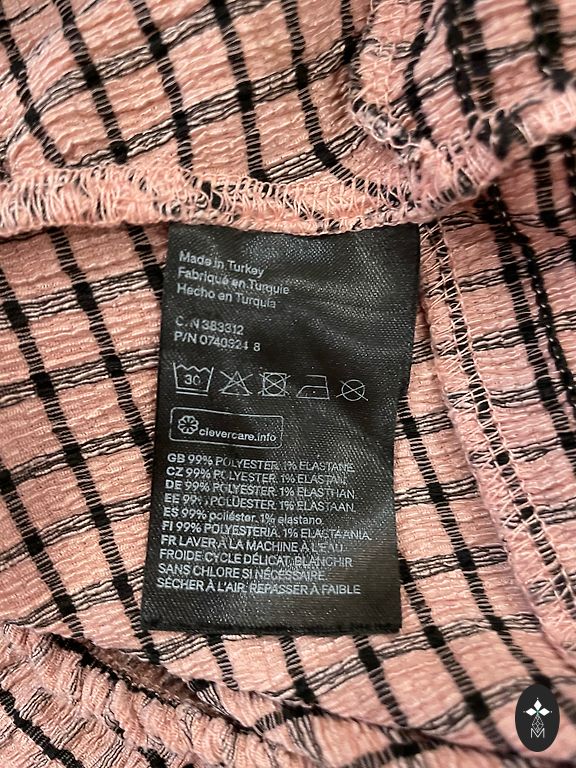 Made in Turkey
Fabriqué en Turquie
Hecho en Turquía
C/N 383312
P/N 0740924 8
30
clevercare.info
GB 99% POLYESTER. 1% ELASTANE.
CZ 99% POLYESTER. 1% ELASTAN.
DE 99% POLYESTER. 1% ELASTHAN.
EE 99% POLÜESTER. 1% ELASTAAN.
ES 99% poliéster. 1% elastano.
FI 99% POLYESTERIA. 1% ELASTAANIA.
FR LAVER À LA MACHINE À L'EAU
FROIDE CYCLE DÉLICAT. BLANCHIR
SANS CHLORE SI NÉCESSAIRE.
SÉCHER À L'AIR. REPASSER À FAIBLE
M